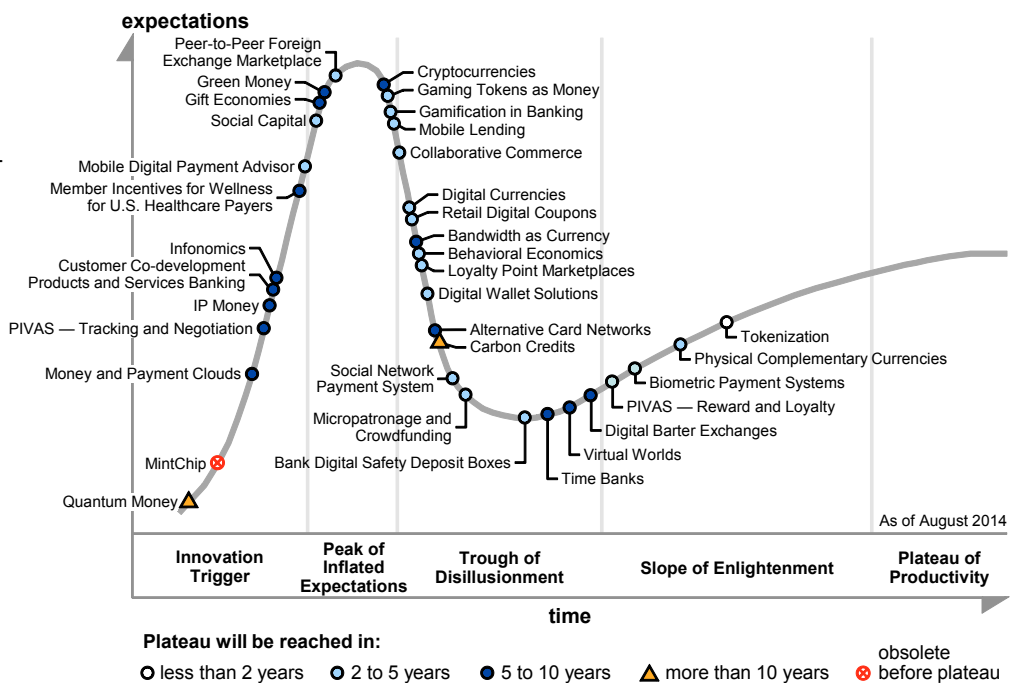 expectations
Peer-to-Peer Foreign
Exchange Marketplace
Green Money
Gift Economies
Social Capital
Mobile Digital Payment Advisor
Member Incentives for Wellness
for U.S. Healthcare Payers
Infonomics
Customer Co-development
Products and Services Banking
IP Money
PIVAS — Tracking and Negotiation
Money and Payment Clouds
MintChip
Quantum Money
Cryptocurrencies
Gaming Tokens as Money
Gamification in Banking
Mobile Lending
Collaborative Commerce
Digital Currencies
Retail Digital Coupons
Bandwidth as Currency
Behavioral Economics
Loyalty Point Marketplaces
Digital Wallet Solutions
Alternative Card Networks
Carbon Credits
Social Network
Payment System
Micropatronage and
Crowdfunding
Bank Digital Safety Deposit Boxes
Time Banks
Virtual Worlds
Digital Barter Exchanges
PIVAS — Reward and Loyalty
Biometric Payment Systems
Physical Complementary Currencies
Tokenization
As of August 2014
Innovation
Trigger
Peak of
Inflated
Expectations
Trough of
Disillusionment
Slope of Enlightenment
Plateau of
Productivity
time
Plateau will be reached in:
less than 2 years
2 to 5 years
5 to 10 years
more than 10 years
obsolete
before plateau